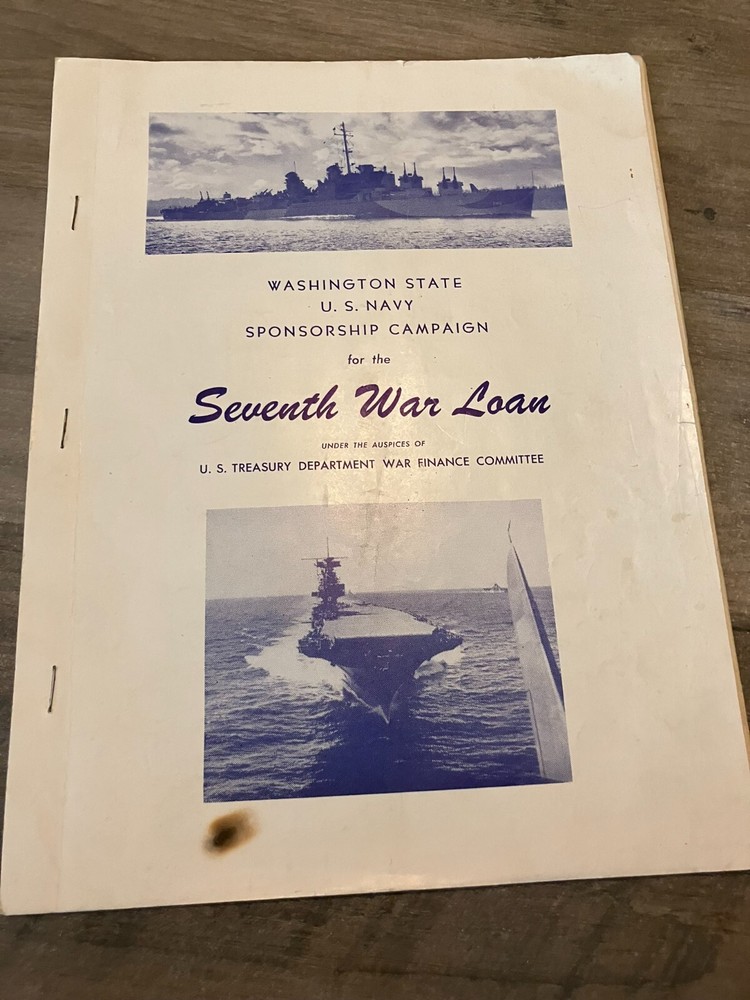 WASHINGTON STATE
U. S. NAVY
SPONSORSHIP CAMPAIGN
for the
Seventh War Loan
UNDER THE AUSPICES OF
U. S. TREASURY DEPARTMENT WAR FINANCE COMMITTEE